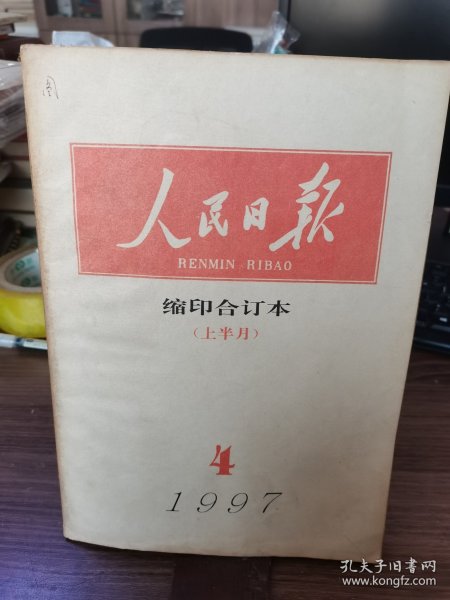 图
人民日报
RENMIN RIBAO
缩印合订本
(上半月)
4
1997
孔夫子旧书网
www.kongfz.com